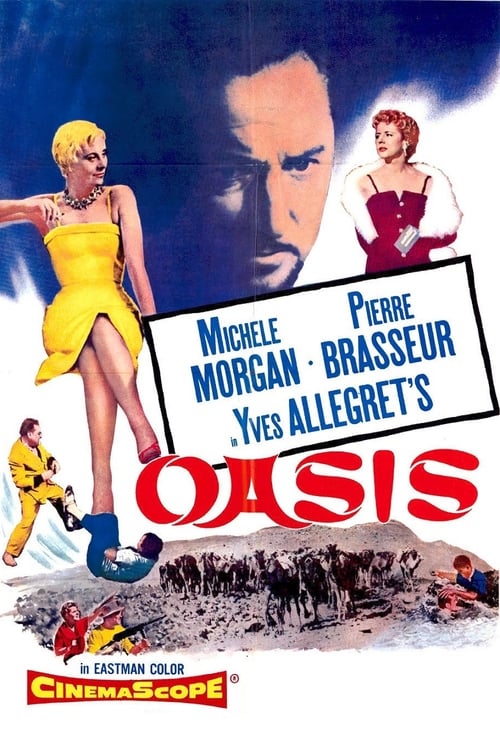 MICHELE MORGAN · PIERRE BRASSEUR
in YVES ALLEGRET'S
OASIS
in EASTMAN COLOR
CINEMASCOPE ®